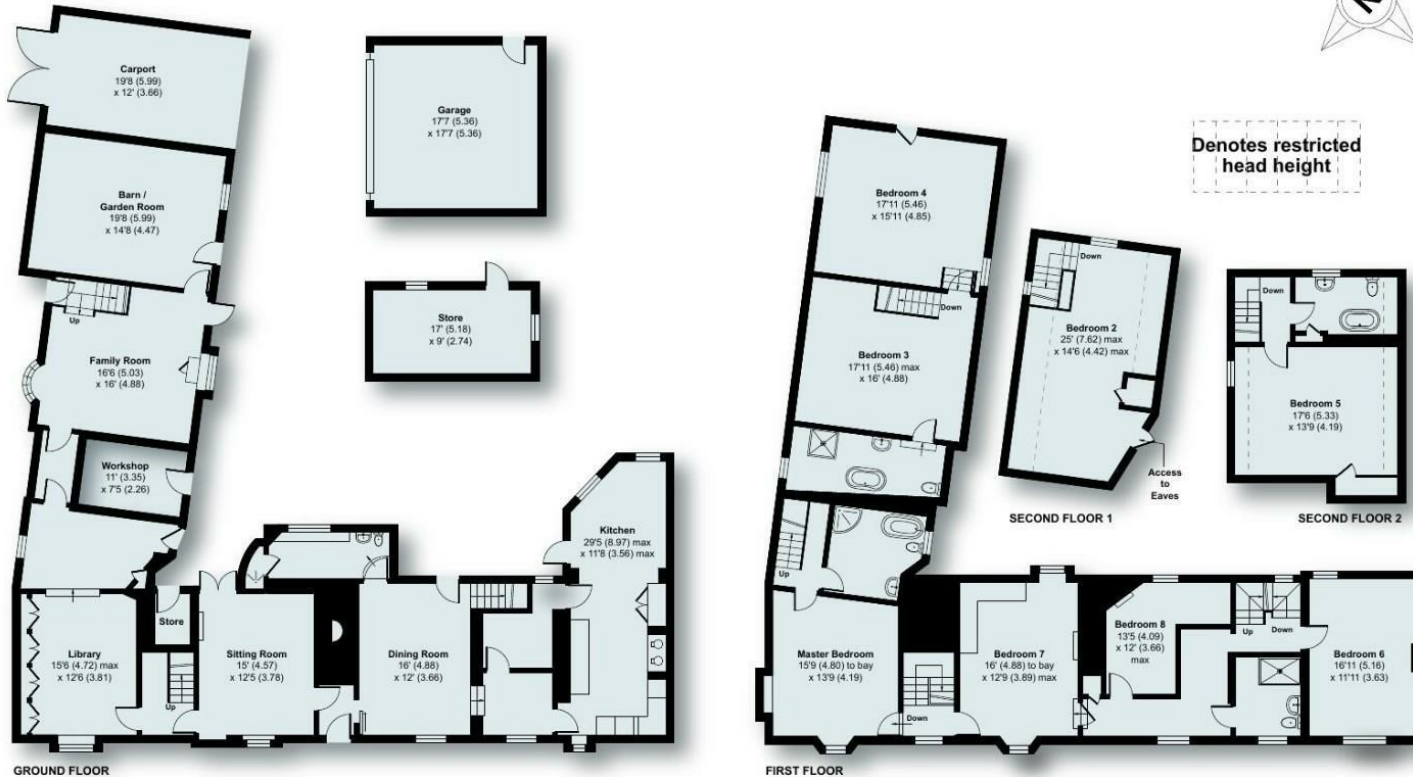 Carport
19'8 (5.99)
x 12' (3.66)
Barn /
Garden Room
19'8 (5.99)
x 14'8 (4.47)
Up
Family Room
16'6 (5.03)
x 16' (4.88)
Workshop
11' (3.35)
x 7'5 (2.26)
Store
Library
15'6 (4.72) max
x 12'6 (3.81)
Up
Sitting Room
15' (4.57)
x 12'5 (3.78)
Dining Room
16' (4.88)
x 12' (3.66)
Kitchen
29'5 (8.97) max
x 11'8 (3.56) max
GROUND FLOOR
Garage
17'7 (5.36)
x 17'7 (5.36)
Store
17' (5.18)
x 9' (2.74)
N
Denotes restricted
head height
Bedroom 4
17'11 (5.46)
x 15'11 (4.85)
Down
Bedroom 3
17'11 (5.46) max
x 16' (4.88)
Up
Master Bedroom
15'9 (4.80) to bay
x 13'9 (4.19)
Down
Bedroom 7
16' (4.88) to bay
x 12'9 (3.89) max
Bedroom 8
13'5 (4.09)
x 12' (3.66)
max
Up
Down
Bedroom 6
16'11 (5.16)
x 11'11 (3.63)
FIRST FLOOR
Down
Bedroom 2
25' (7.62) max
x 14'6 (4.42) max
Access
to
Eaves
SECOND FLOOR 1
Down
Bedroom 5
17'6 (5.33)
x 13'9 (4.19)
SECOND FLOOR 2